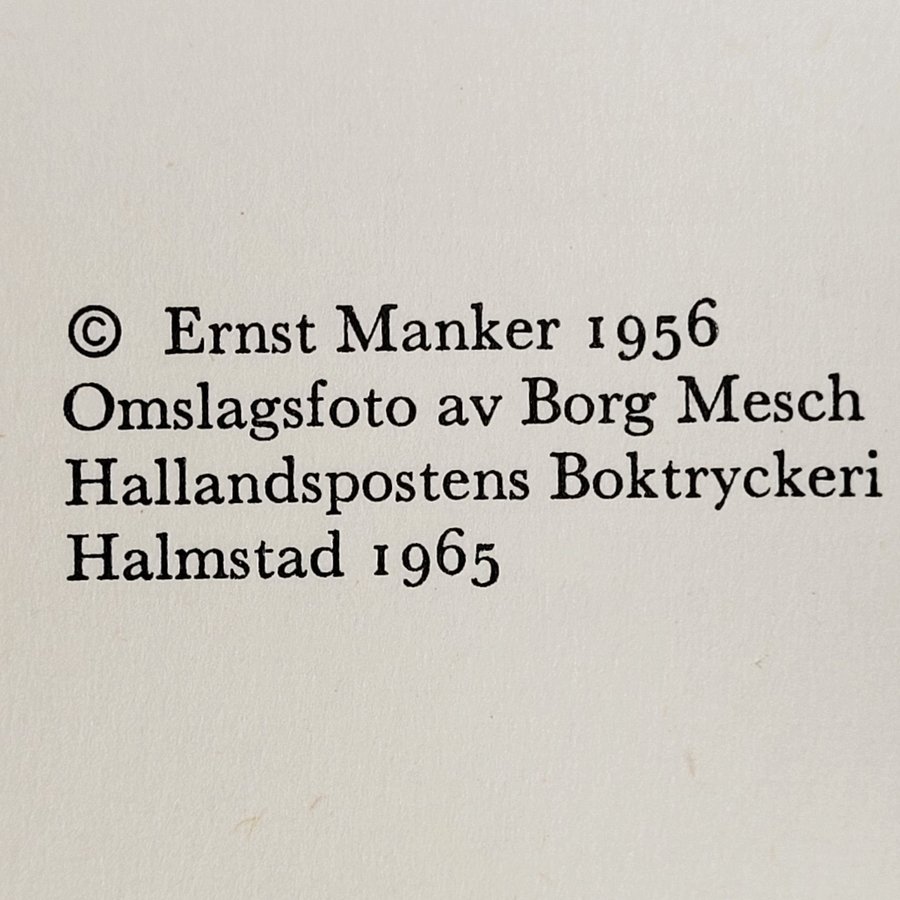 © Ernst Manker 1956
Omslagsfoto av Borg Mesch
Hallandspostens Boktryckeri
Halmstad 1965